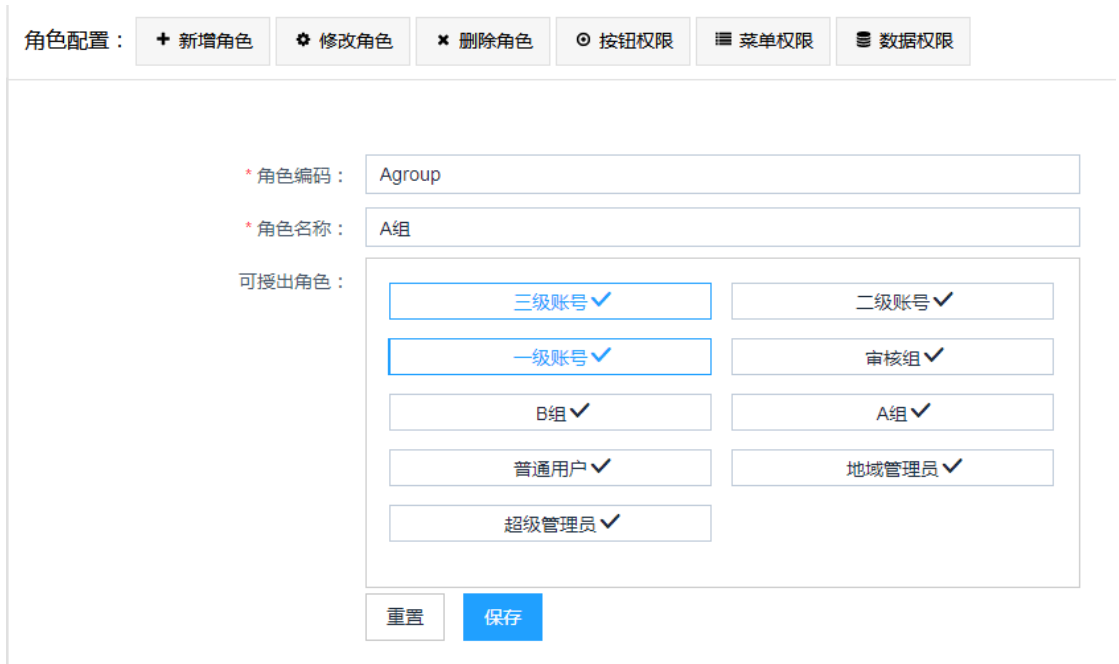 角色配置： 新增角色 修改角色 删除角色 按钮权限 菜单权限 数据权限
* 角色编码： Agroup
* 角色名称： A组
可授出角色：
三级账号 二级账号
一级账号 审核组
B组 A组
普通用户 地域管理员
超级管理员
重置 保存